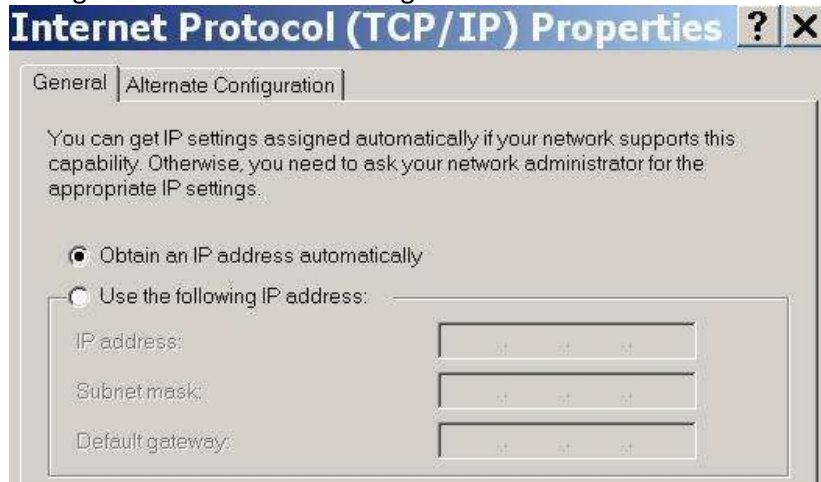 Internet Protocol (TCP/IP) Properties ? X
General Alternate Configuration
You can get IP settings assigned automatically if your network supports this
capability. Otherwise, you need to ask your network administrator for the
appropriate IP settings.
Obtain an IP address automatically
Use the following IP address:
IP address:
Subnet mask:
Default gateway: